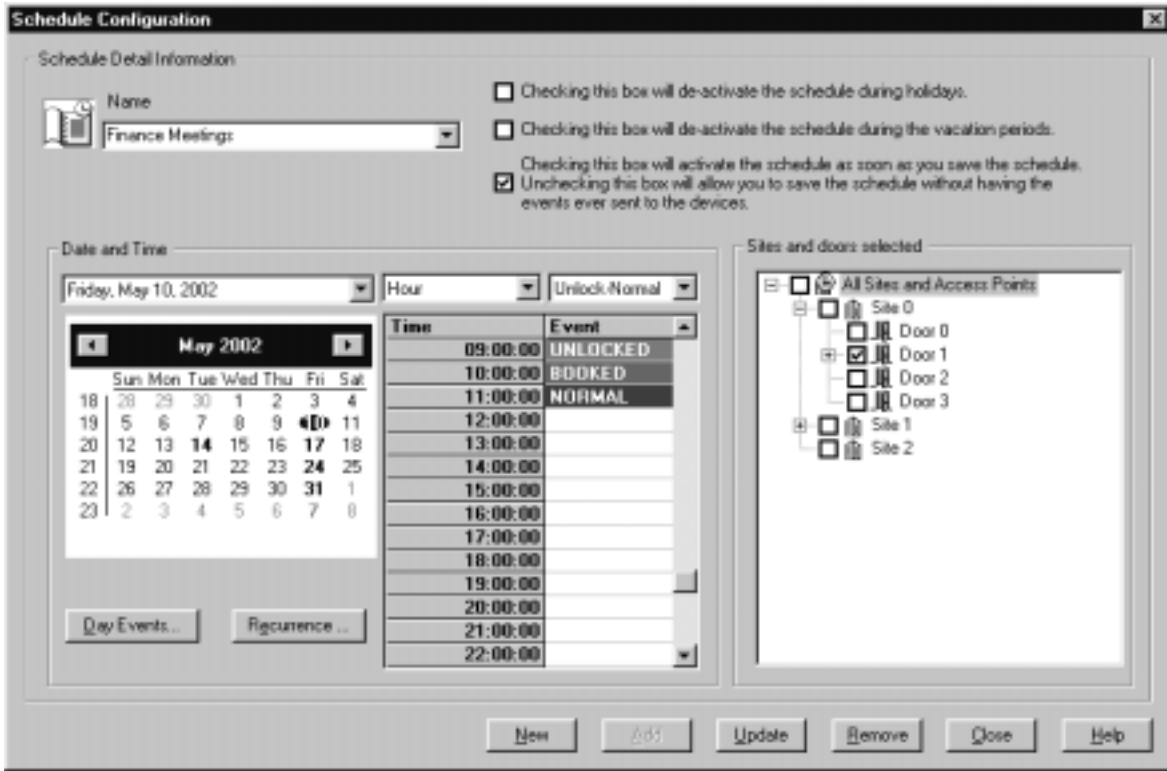 Schedule Configuration
Schedule Detail Information
Name
Finance Meetings
Checking this box will de-activate the schedule during holidays.
Checking this box will de-activate the schedule during the vacation periods.
Checking this box will activate the schedule as soon as you save the schedule.
Unchecking this box will allow you to save the schedule without having the
events ever sent to the devices.
Date and Time
Friday, May 10, 2002
Hour
Unlock-Normal
May 2002
Sun Mon Tue Wed Thu Fri Sat
18 28 29 30 1 2 3 4
19 5 6 7 8 9 11
20 12 13 14 15 16 17 18
21 19 20 21 22 23 24 25
22 26 27 28 29 30 31 1
23 2 3 4 5 6 7 8
Day Events...
Recurrence ...
Time Event
09:00:00 UNLOCKED
10:00:00 BOOKED
11:00:00 NORMAL
12:00:00
13:00:00
14:00:00
15:00:00
16:00:00
17:00:00
18:00:00
19:00:00
20:00:00
21:00:00
22:00:00
Sites and doors selected
All Sites and Access Points
Site 0
Door 0
Door 1
Door 2
Door 3
Site 1
Site 2
New
Add
Update
Remove
Close
Help